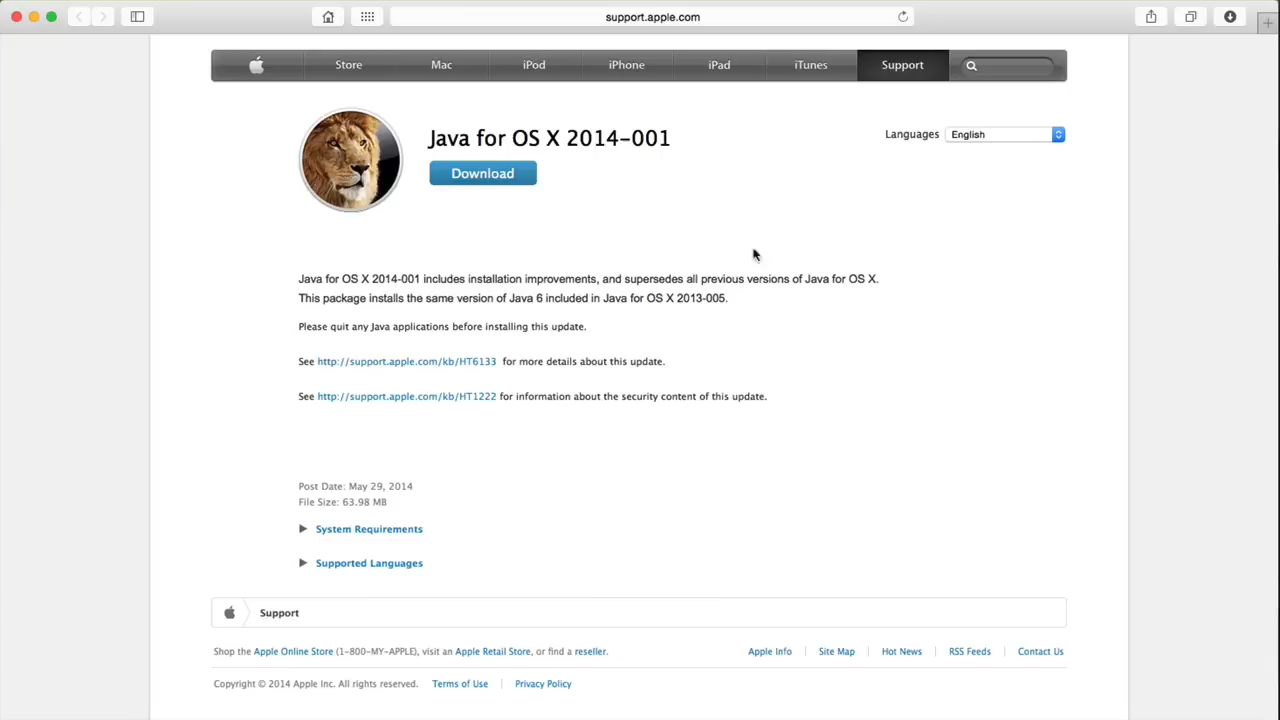 support.apple.com
Store Mac iPod iPhone iPad iTunes Support
Java for OS X 2014-001
Languages English
Download
Java for OS X 2014-001 includes installation improvements, and supersedes all previous versions of Java for OS X.
This package installs the same version of Java 6 included in Java for OS X 2013-005.
Please quit any Java applications before installing this update.
See http://support.apple.com/kb/HT6133 for more details about this update.
See http://support.apple.com/kb/HT1222 for information about the security content of this update.
Post Date: May 29, 2014
File Size: 63.98 MB
System Requirements
Supported Languages
Support
Shop the Apple Online Store (1-800-MY-APPLE), visit an Apple Retail Store, or find a reseller. Apple Info Site Map Hot News RSS Feeds Contact Us
Copyright © 2014 Apple Inc. All rights reserved. Terms of Use Privacy Policy